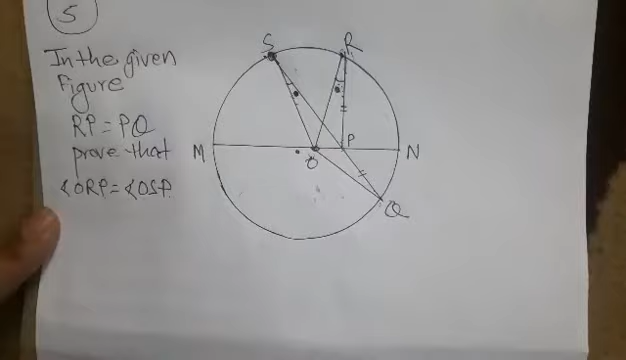 5
In the given
figure
RP = PQ
prove that
∢ORP = ∢OSP.
S
R
M
O
P
N
Q